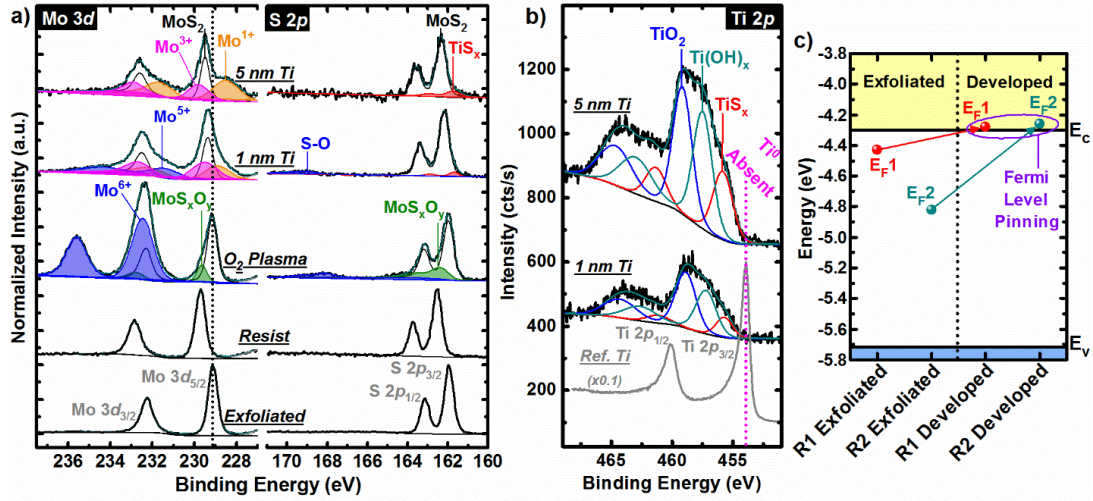 a)
Mo 3d
S 2p
MoS2
Mo3+
Mo1+
5 nm Ti
MoS2
TiSx
Mo5+
1 nm Ti
S-O
Mo6+
MoSxOy
O2 Plasma
MoSxOy
Resist
Mo 3d5/2
Mo 3d3/2
Exfoliated
S 2p3/2
S 2p1/2
Normalized Intensity (a.u.)
236 234 232 230 228
170 169 168 166 164 162 160
Binding Energy (eV)
b)
Ti 2p
TiO2
Ti(OH)x
TiSx
5 nm Ti
Ti0 Absent
1 nm Ti
Ti 2p1/2
Ti 2p3/2
Ref. Ti
(x0.1)
Intensity (cts/s)
1200
1000
800
600
400
200
465 460 455
Binding Energy (eV)
c)
Exfoliated
Developed
EF1
EF2
EF1
EF2
Ec
Ev
Fermi
Level
Pinning
Energy (eV)
-3.8
-4.0
-4.2
-4.4
-4.6
-4.8
-5.0
-5.2
-5.4
-5.6
-5.8
R1 Exfoliated
R2 Exfoliated
R1 Developed
R2 Developed